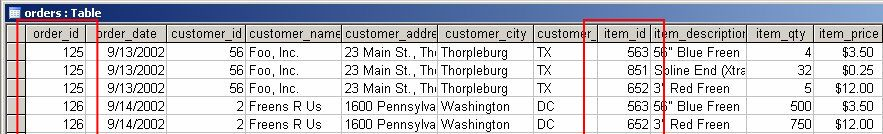 orders : Table
order_id order_date customer_id customer_name customer_addre customer_city customer_ item_id item_description item_qty item_price
125 9/13/2002 56 Foo, Inc. 23 Main St., Tho Thorpleburg TX 563 56" Blue Freen 4 $3.50
125 9/13/2002 56 Foo, Inc. 23 Main St., Tho Thorpleburg TX 851 Spline End (Xtra 32 $0.25
125 9/13/2002 56 Foo, Inc. 23 Main St., Tho Thorpleburg TX 652 3" Red Freen 5 $12.00
126 9/14/2002 2 Freens R Us 1600 Pennsylva Washington DC 563 56" Blue Freen 500 $3.50
126 9/14/2002 2 Freens R Us 1600 Pennsylva Washington DC 652 3" Red Freen 750 $12.00